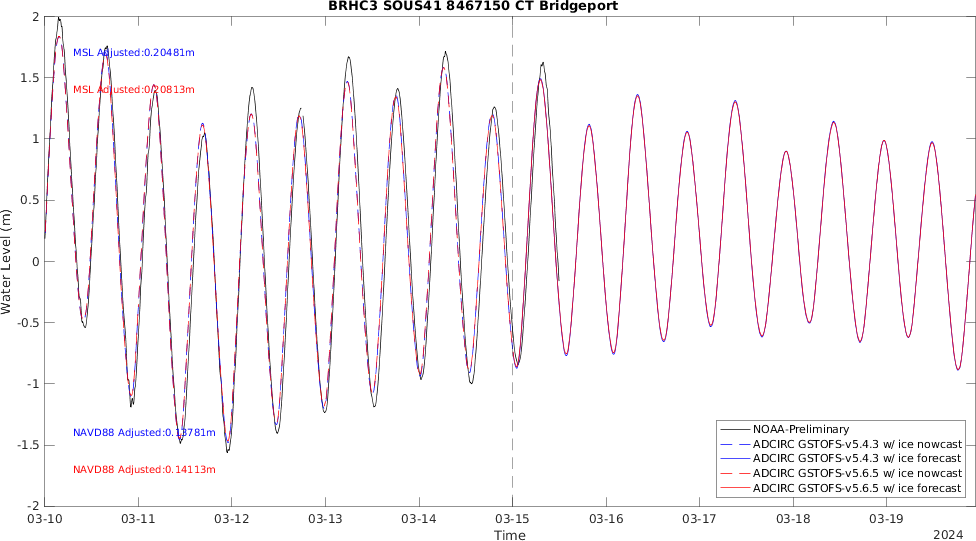 BRHC3 SOUS41 8467150 CT Bridgeport
2
1.5
1
0.5
0
-0.5
-1
-1.5
-2
Water Level (m)
MSL Adjusted:0.20481m
MSL Adjusted:0.20813m
NAVD88 Adjusted:0.13781m
NAVD88 Adjusted:0.14113m
NOAA-Preliminary
ADCIRC GSTOFS-v5.4.3 w/ ice nowcast
ADCIRC GSTOFS-v5.4.3 w/ ice forecast
ADCIRC GSTOFS-v5.6.5 w/ ice nowcast
ADCIRC GSTOFS-v5.6.5 w/ ice forecast
03-10 03-11 03-12 03-13 03-14 03-15 03-16 03-17 03-18 03-19
Time
2024